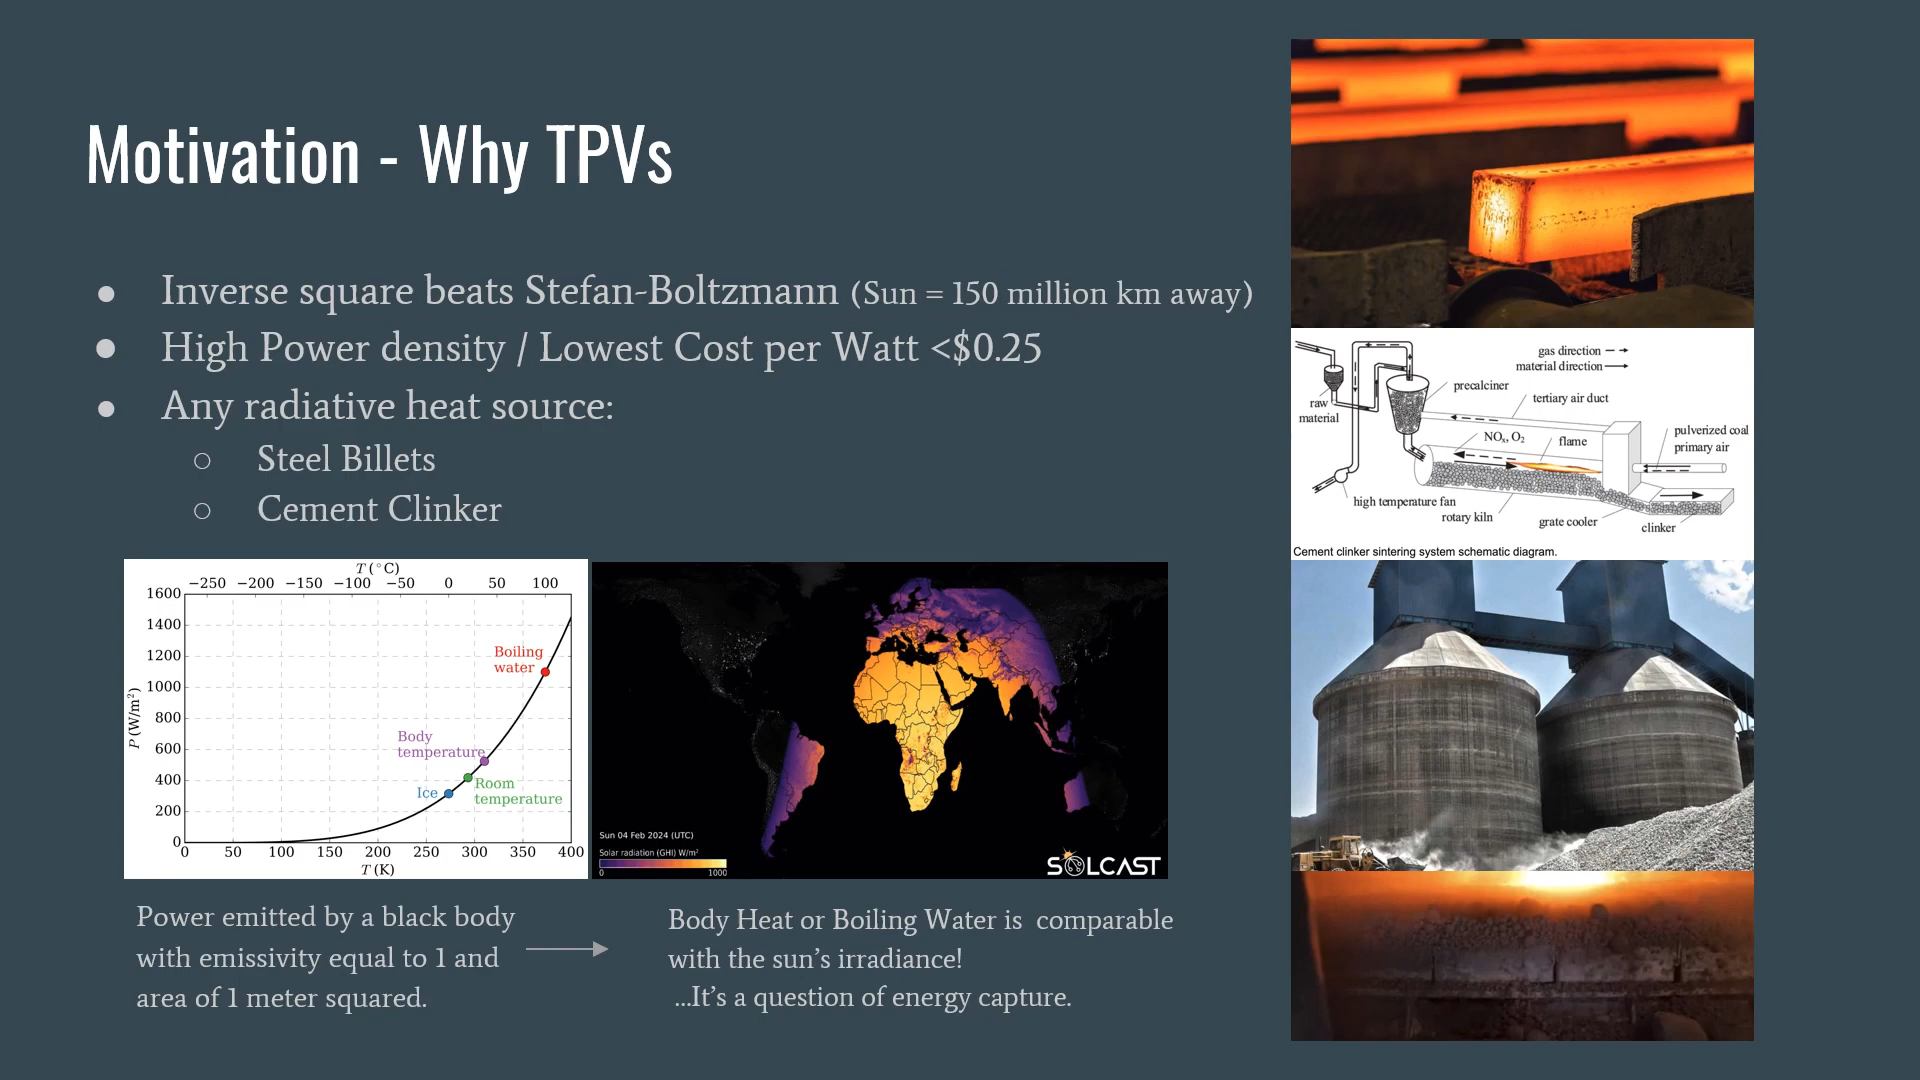 Motivation - Why TPVs
● Inverse square beats Stefan-Boltzmann (Sun = 150 million km away)
● High Power density / Lowest Cost per Watt <$0.25
● Any radiative heat source:
○ Steel Billets
○ Cement Clinker
T (°C)
−250 −200 −150 −100 −50 0 50 100
1600
1400
1200
1000
800
600
400
200
0
P (W/m²)
Boiling
water
Body
temperature
Room
temperature
Ice
0 50 100 150 200 250 300 350 400
T (K)
Sun 04 Feb 2024 (UTC)
Solar radiation (GHI) W/m²
0 1000
SOLCAST
Power emitted by a black body
with emissivity equal to 1 and
area of 1 meter squared.
Body Heat or Boiling Water is  comparable
with the sun's irradiance!
...It's a question of energy capture.
gas direction
material direction
precalciner
raw
material
tertiary air duct
NOx, O2
flame
pulverized coal
primary air
high temperature fan
rotary kiln
grate cooler
clinker
Cement clinker sintering system schematic diagram.